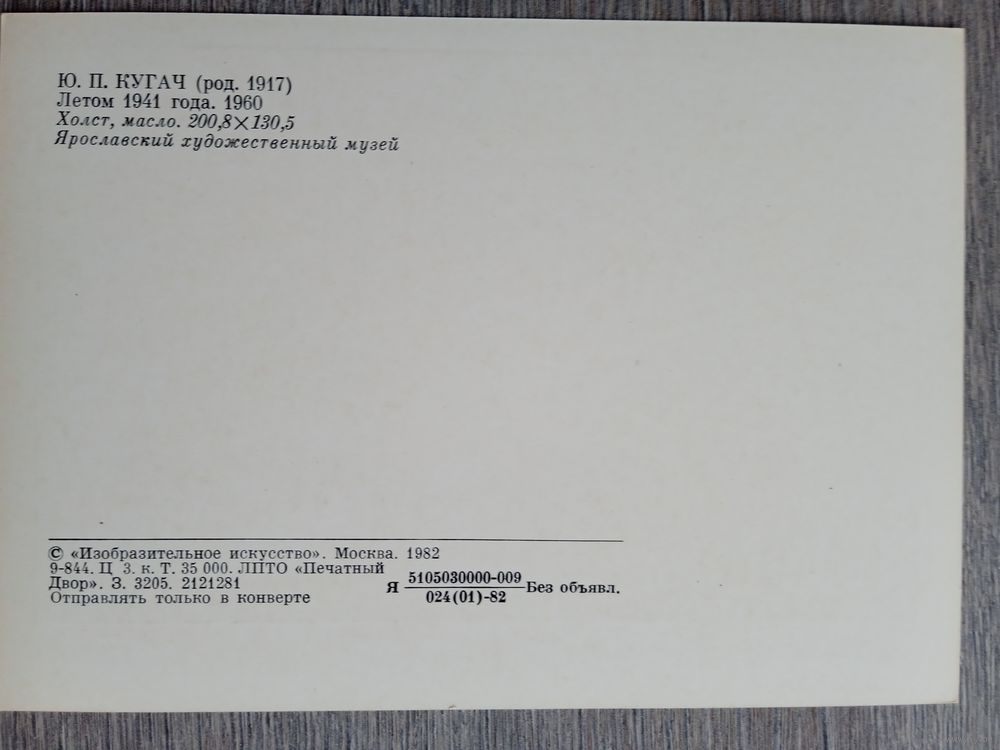 Ю. П. КУГАЧ (род. 1917)
Летом 1941 года. 1960
Холст, масло. 200,8×130,5
Ярославский художественный музей
© «Изобразительное искусство». Москва. 1982
9-844. Ц 3. к. Т. 35 000. ЛПТО «Печатный
Двор». З. 3205. 2121281
Отправлять только в конверте
Я 5105030000-009 Без объявл.
024(01)-82